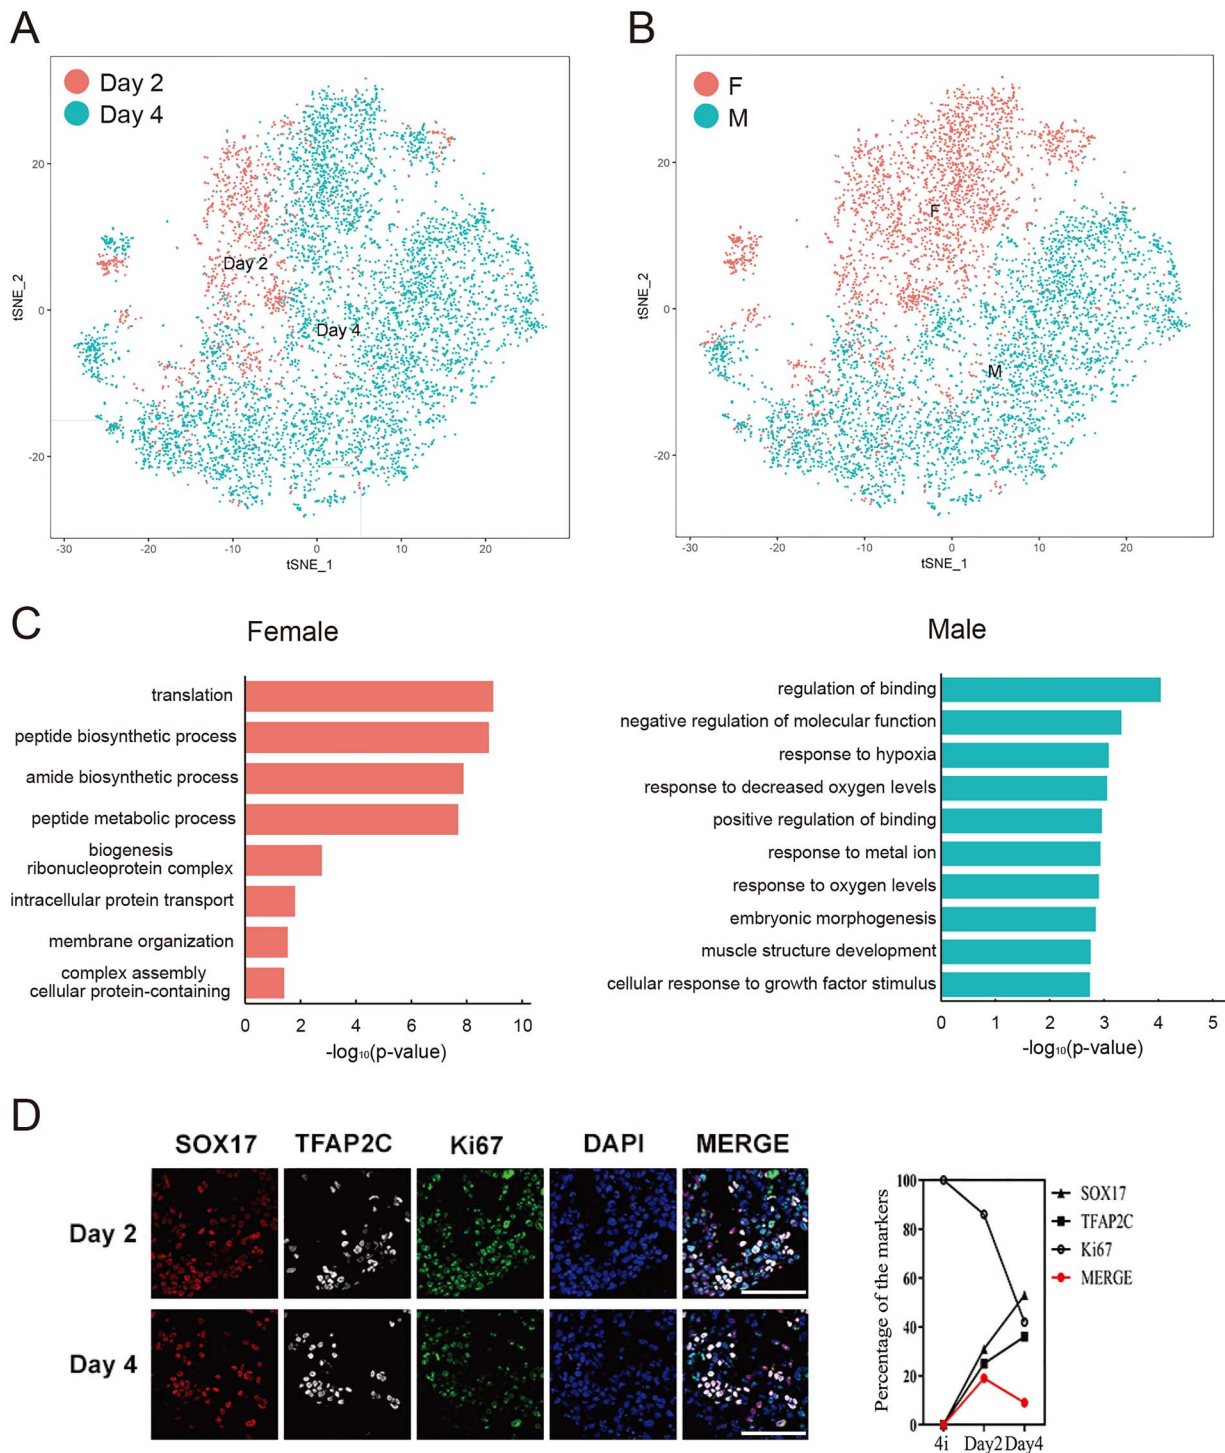 A
Day 2
Day 4
Day 2
Day 4
20
0
-20
tSNE_2
-30
-20
-10
0
10
20
tSNE_1
B
F
M
F
M
20
0
-20
tSNE_2
-30
-20
-10
0
10
20
tSNE_1
C
Female
translation
peptide biosynthetic process
amide biosynthetic process
peptide metabolic process
biogenesis
ribonucleoprotein complex
intracellular protein transport
membrane organization
complex assembly
cellular protein-containing
0
2
4
6
8
10
-log₁₀(p-value)
Male
regulation of binding
negative regulation of molecular function
response to hypoxia
response to decreased oxygen levels
positive regulation of binding
response to metal ion
response to oxygen levels
embryonic morphogenesis
muscle structure development
cellular response to growth factor stimulus
0
1
2
3
4
5
-log₁₀(p-value)
D
SOX17
TFAP2C
Ki67
DAPI
MERGE
Day 2
Day 4
Percentage of the markers
100
80
60
40
20
0
4i
Day2
Day4
SOX17
TFAP2C
Ki67
MERGE